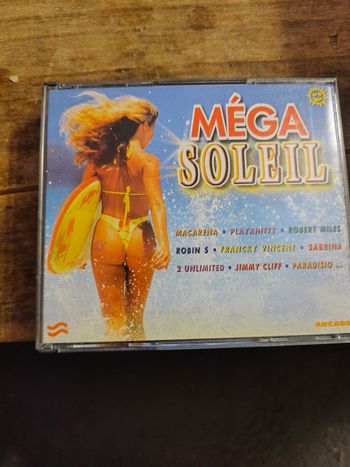 MÉGA
SOLEIL
MACARENA • PLAYAHITTY • ROBERT MILES
ROBIN S • FRANCKY VINCENT • SABRINA
2 UNLIMITED • JIMMY CLIFF • PARADISIO ...
ARCADE